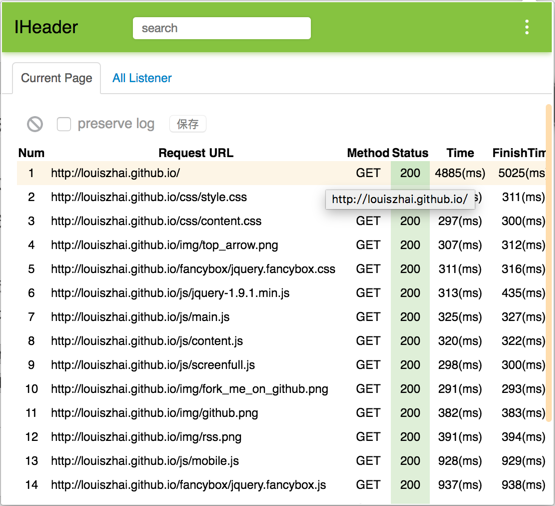 IHeader
search
Current Page All Listener
preserve log 保存
Num Request URL Method Status Time FinishTim
1 http://louiszhai.github.io/ GET 200 4885(ms) 5025(ms)
2 http://louiszhai.github.io/css/style.css 311(ms)
http://louiszhai.github.io/
3 http://louiszhai.github.io/css/content.css GET 200 297(ms) 300(ms)
4 http://louiszhai.github.io/img/top_arrow.png GET 200 307(ms) 312(ms)
5 http://louiszhai.github.io/fancybox/jquery.fancybox.css GET 200 311(ms) 316(ms)
6 http://louiszhai.github.io/js/jquery-1.9.1.min.js GET 200 313(ms) 435(ms)
7 http://louiszhai.github.io/js/main.js GET 200 325(ms) 327(ms)
8 http://louiszhai.github.io/js/content.js GET 200 320(ms) 322(ms)
9 http://louiszhai.github.io/js/screenfull.js GET 200 298(ms) 300(ms)
10 http://louiszhai.github.io/img/fork_me_on_github.png GET 200 291(ms) 293(ms)
11 http://louiszhai.github.io/img/github.png GET 200 382(ms) 383(ms)
12 http://louiszhai.github.io/img/rss.png GET 200 391(ms) 394(ms)
13 http://louiszhai.github.io/js/mobile.js GET 200 928(ms) 929(ms)
14 http://louiszhai.github.io/fancybox/jquery.fancybox.js GET 200 937(ms) 938(ms)